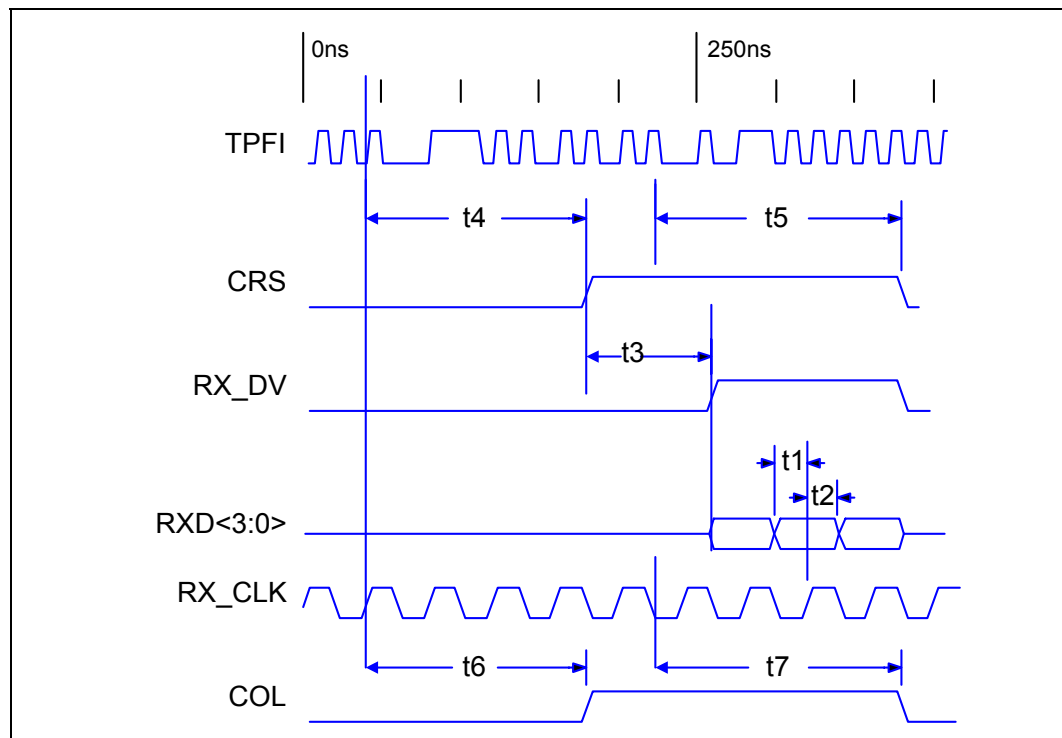 0ns 250ns
TPFI
t4 t5
CRS
t3
RX_DV
t1
t2
RXD<3:0>
RX_CLK
t6 t7
COL